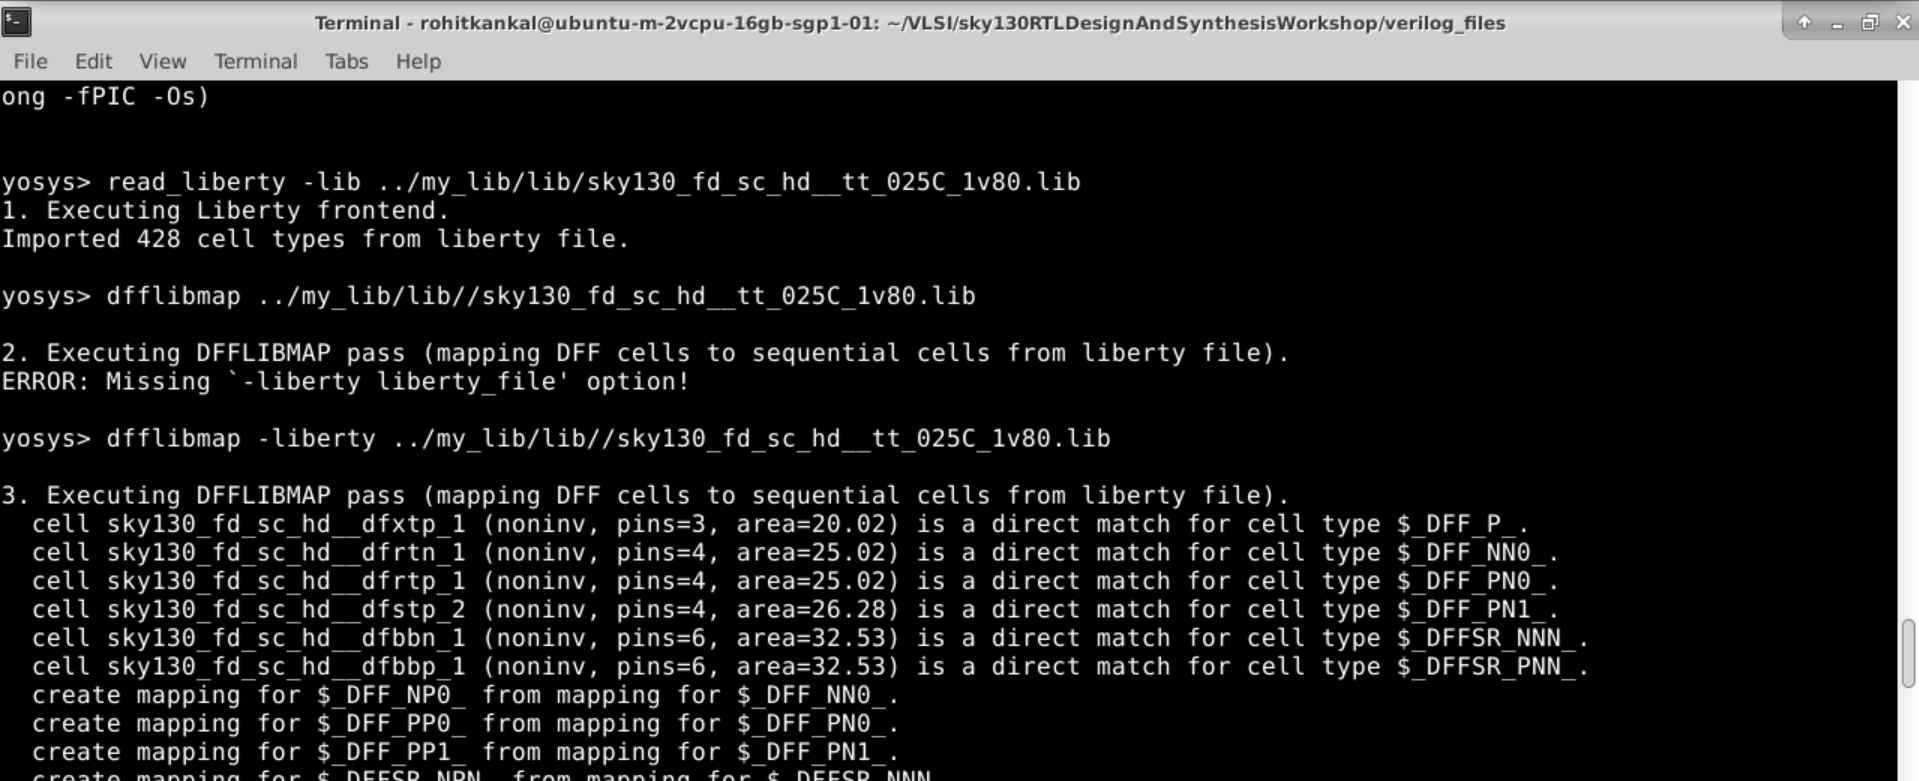 Terminal - rohitkankal@ubuntu-m-2vcpu-16gb-sgp1-01: ~/VLSI/sky130RTLDesignAndSynthesisWorkshop/verilog_files
File Edit View Terminal Tabs Help
ong -fPIC -Os)
yosys> read_liberty -lib ../my_lib/lib/sky130_fd_sc_hd__tt_025C_1v80.lib
1. Executing Liberty frontend.
Imported 428 cell types from liberty file.
yosys> dfflibmap ../my_lib/lib//sky130_fd_sc_hd__tt_025C_1v80.lib
2. Executing DFFLIBMAP pass (mapping DFF cells to sequential cells from liberty file).
ERROR: Missing `-liberty liberty_file' option!
yosys> dfflibmap -liberty ../my_lib/lib//sky130_fd_sc_hd__tt_025C_1v80.lib
3. Executing DFFLIBMAP pass (mapping DFF cells to sequential cells from liberty file).
cell sky130_fd_sc_hd__dfxtp_1 (noninv, pins=3, area=20.02) is a direct match for cell type $_DFF_P_.
cell sky130_fd_sc_hd__dfrtn_1 (noninv, pins=4, area=25.02) is a direct match for cell type $_DFF_NN0_.
cell sky130_fd_sc_hd__dfrtp_1 (noninv, pins=4, area=25.02) is a direct match for cell type $_DFF_PN0_.
cell sky130_fd_sc_hd__dfstp_2 (noninv, pins=4, area=26.28) is a direct match for cell type $_DFF_PN1_.
cell sky130_fd_sc_hd__dfbbn_1 (noninv, pins=6, area=32.53) is a direct match for cell type $_DFFSR_NNN_.
cell sky130_fd_sc_hd__dfbbp_1 (noninv, pins=6, area=32.53) is a direct match for cell type $_DFFSR_PNN_.
create mapping for $_DFF_NP0_ from mapping for $_DFF_NN0_.
create mapping for $_DFF_PP0_ from mapping for $_DFF_PN0_.
create mapping for $_DFF_PP1_ from mapping for $_DFF_PN1_.
create mapping for $_DFFSR_NPN_ from mapping for $_DFFSR_NNN_